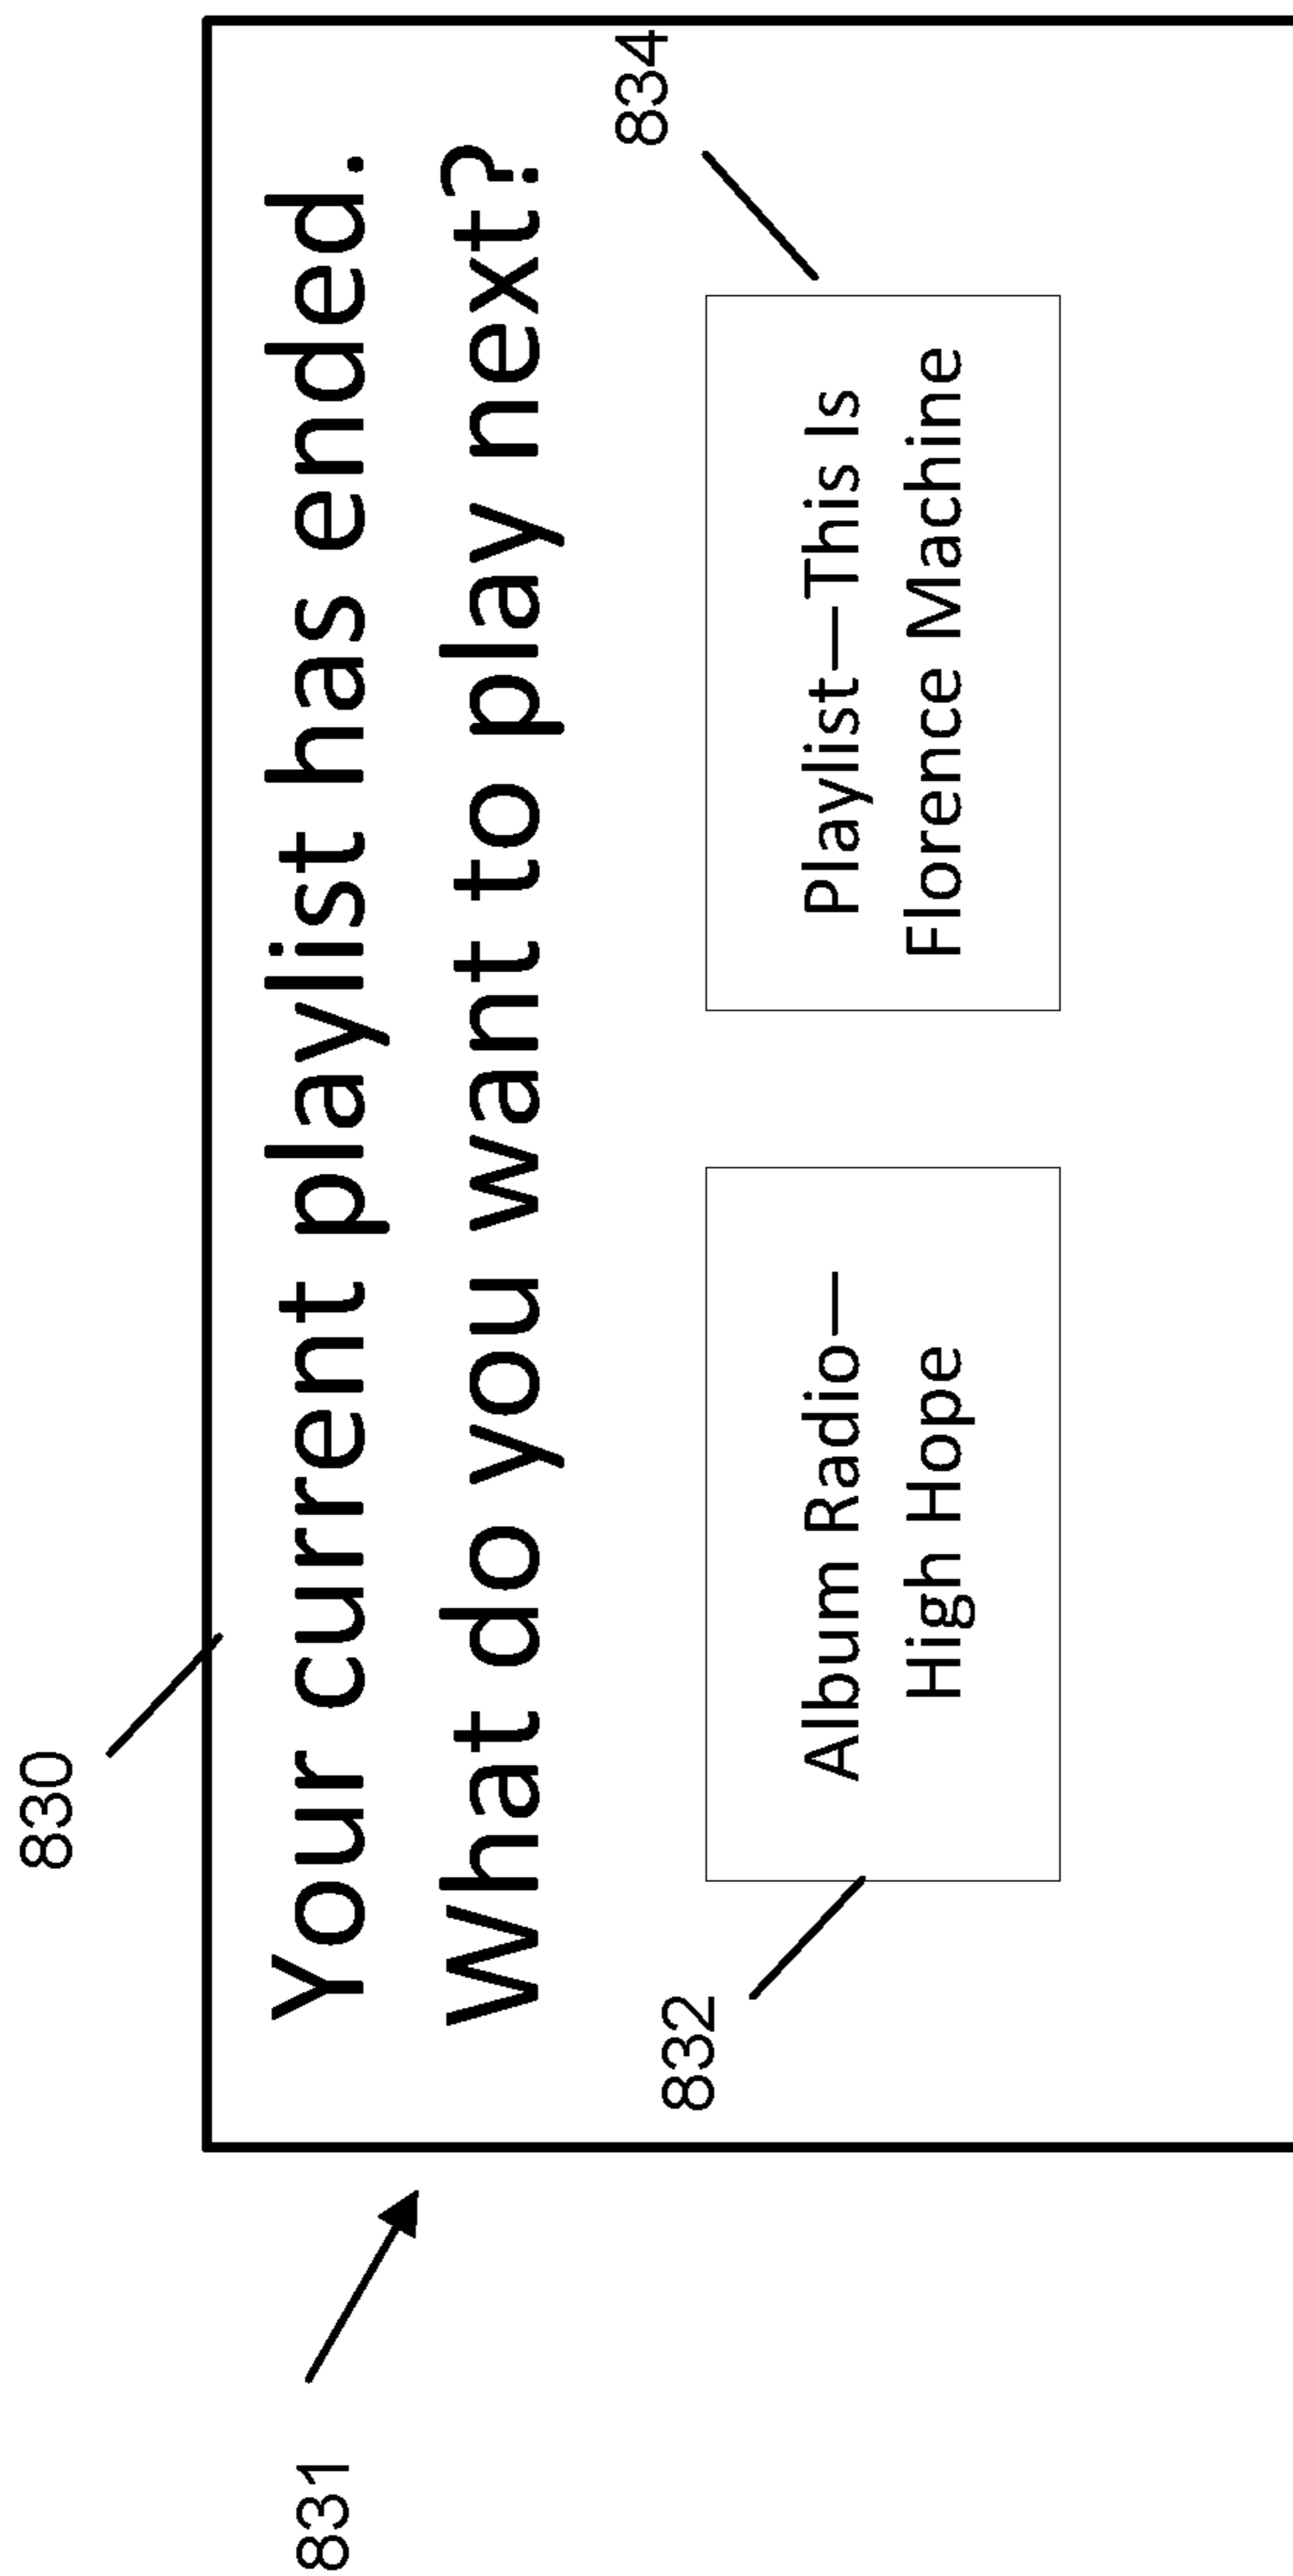 830
831
Your current playlist has ended.
What do you want to play next?
832
834
Album Radio—
High Hope
Playlist—This Is
Florence Machine